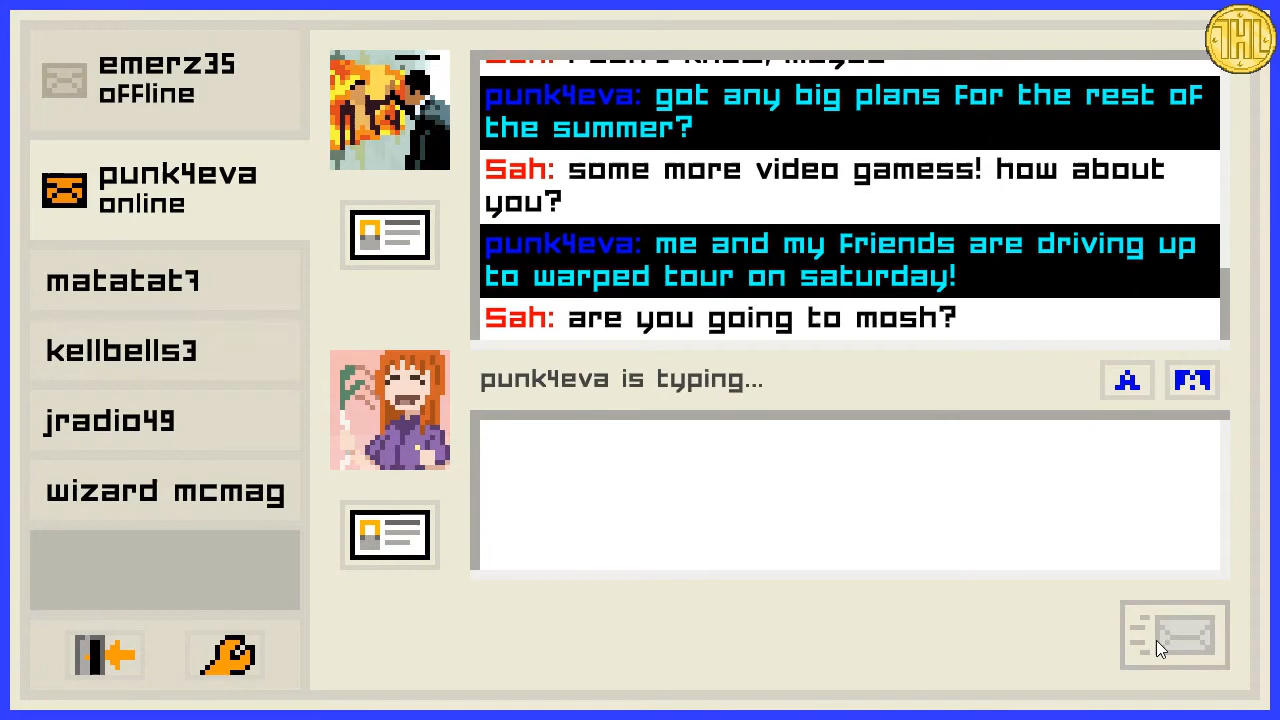 emerz35
offline
punk4eva
online
matatat7
kellbells3
jradio49
wizard mcmag
punk4eva: got any big plans for the rest of
the summer?
Sah: some more video gamess! how about
you?
punk4eva: me and my friends are driving up
to warped tour on saturday!
Sah: are you going to mosh?
punk4eva is typing...
A
THL